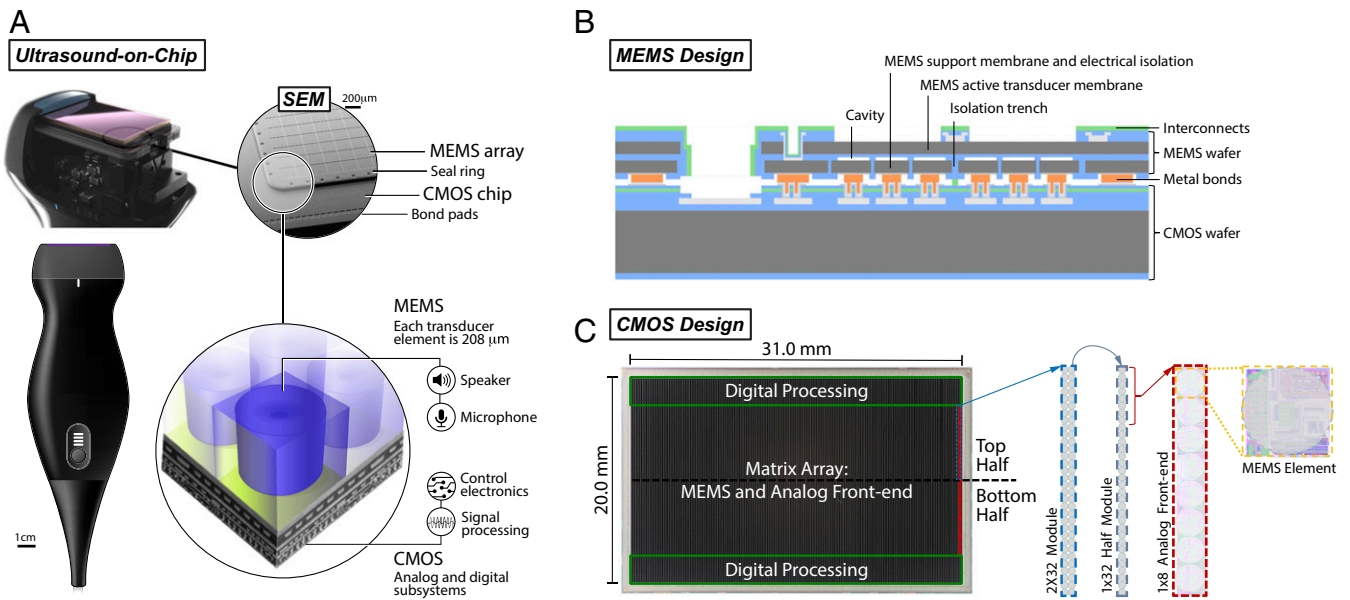 A
Ultrasound-on-Chip
SEM
200μm
MEMS array
Seal ring
CMOS chip
Bond pads
MEMS
Each transducer
element is 208 μm
Speaker
Microphone
Control
electronics
Signal
processing
CMOS
Analog and digital
subsystems
1cm
B
MEMS Design
MEMS support membrane and electrical isolation
MEMS active transducer membrane
Isolation trench
Cavity
Interconnects
MEMS wafer
Metal bonds
CMOS wafer
C
CMOS Design
31.0 mm
20.0 mm
Digital Processing
Matrix Array:
MEMS and Analog Front-end
Digital Processing
Top
Half
Bottom
Half
2X32 Module
1x32 Half Module
1x8 Analog Front-end
MEMS Element